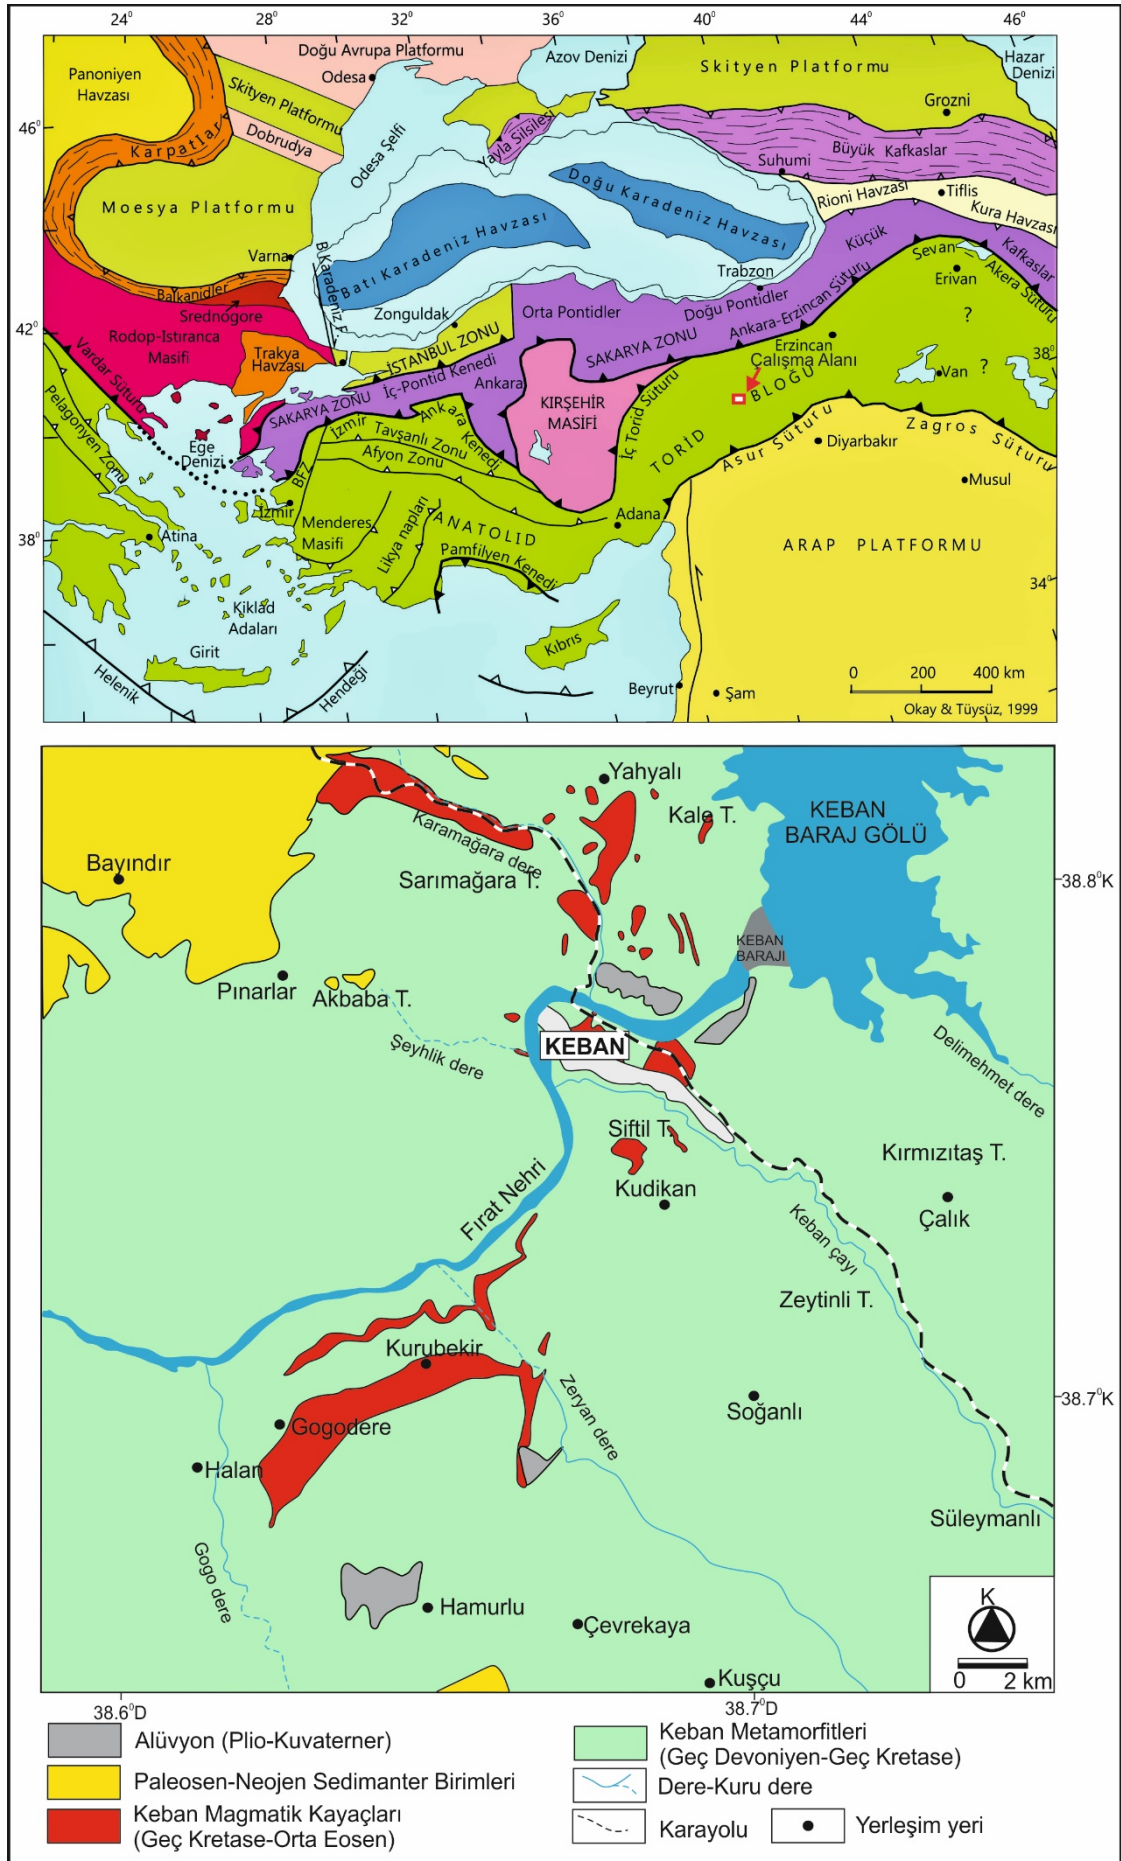 24°
28°
32°
36°
40°
44°
46°
Panoniyen
Havzası
Doğu Avrupa Platformu
Odesa
Azov Denizi
Skityen Platformu
Hazar
Denizi
Skityen Platformu
Grozni
46°
Karpatlar
Dobrudya
Odesa Şelfi
Yayla Silsilesi
Büyük Kafkaslar
Suhumi
Rioni Havzası
Tiflis
Kura Havzası
Moesya Platformu
Doğu Karadeniz Havzası
Batı Karadeniz Havzası
B.Karadeniz F.
Varna
Küçük
Kafkaslar
Sevan
Akera Süturu
Erivan
Trabzon
Balkanidler
Srednogore
Zonguldak
Orta Pontidler
Doğu Pontidler
Ankara-Erzincan Süturu
?
42°
Rodop-Istıranca
Masifi
Trakya
Havzası
İSTANBUL ZONU
SAKARYA ZONU
Erzincan
38°
Vardar Süturu
SAKARYA ZONU
İç-Pontid Kenedi
Ankara
Çalışma Alanı
Van
?
Pelagonyen Zonu
KIRŞEHİR
MASİFİ
İç Torid Süturu
TORİD
BLOĞU
Ege
Denizi
İzmir
Ankara Kenedi
Tavşanlı Zonu
Afyon Zonu
BFZ
Asur Süturu
Zagros Süturu
Diyarbakır
Musul
İzmir
Menderes
Masifi
Likya napları
ANATOLİD
Adana
38°
Atina
Pamfilyen Kenedi
ARAP PLATFORMU
34°
Kiklad
Adaları
Girit
Kıbrıs
Helenik
Hendeği
Beyrut
Şam
0 200 400 km
Okay & Tüysüz, 1999
Yahyalı
Kale T.
KEBAN
BARAJ GÖLÜ
Karamağara dere
Bayındır
Sarımağara T.
38.8°K
KEBAN
BARAJI
Pınarlar
Akbaba T.
Şeyhlik dere
KEBAN
Delimehmet dere
Siftil T.
Kırmızıtaş T.
Kudikan
Çalık
Fırat Nehri
Keban çayı
Zeytinli T.
Kurubekir
Zeryan dere
Soğanlı
38.7°K
Gogodere
Halan
Süleymanlı
Gogo dere
Hamurlu
Çevrekaya
K
0 2 km
Kuşçu
38.6°D
38.7°D
Alüvyon (Plio-Kuvaterner)
Paleosen-Neojen Sedimanter Birimleri
Keban Magmatik Kayaçları
(Geç Kretase-Orta Eosen)
Keban Metamorfitleri
(Geç Devoniyen-Geç Kretase)
Dere-Kuru dere
Karayolu
Yerleşim yeri